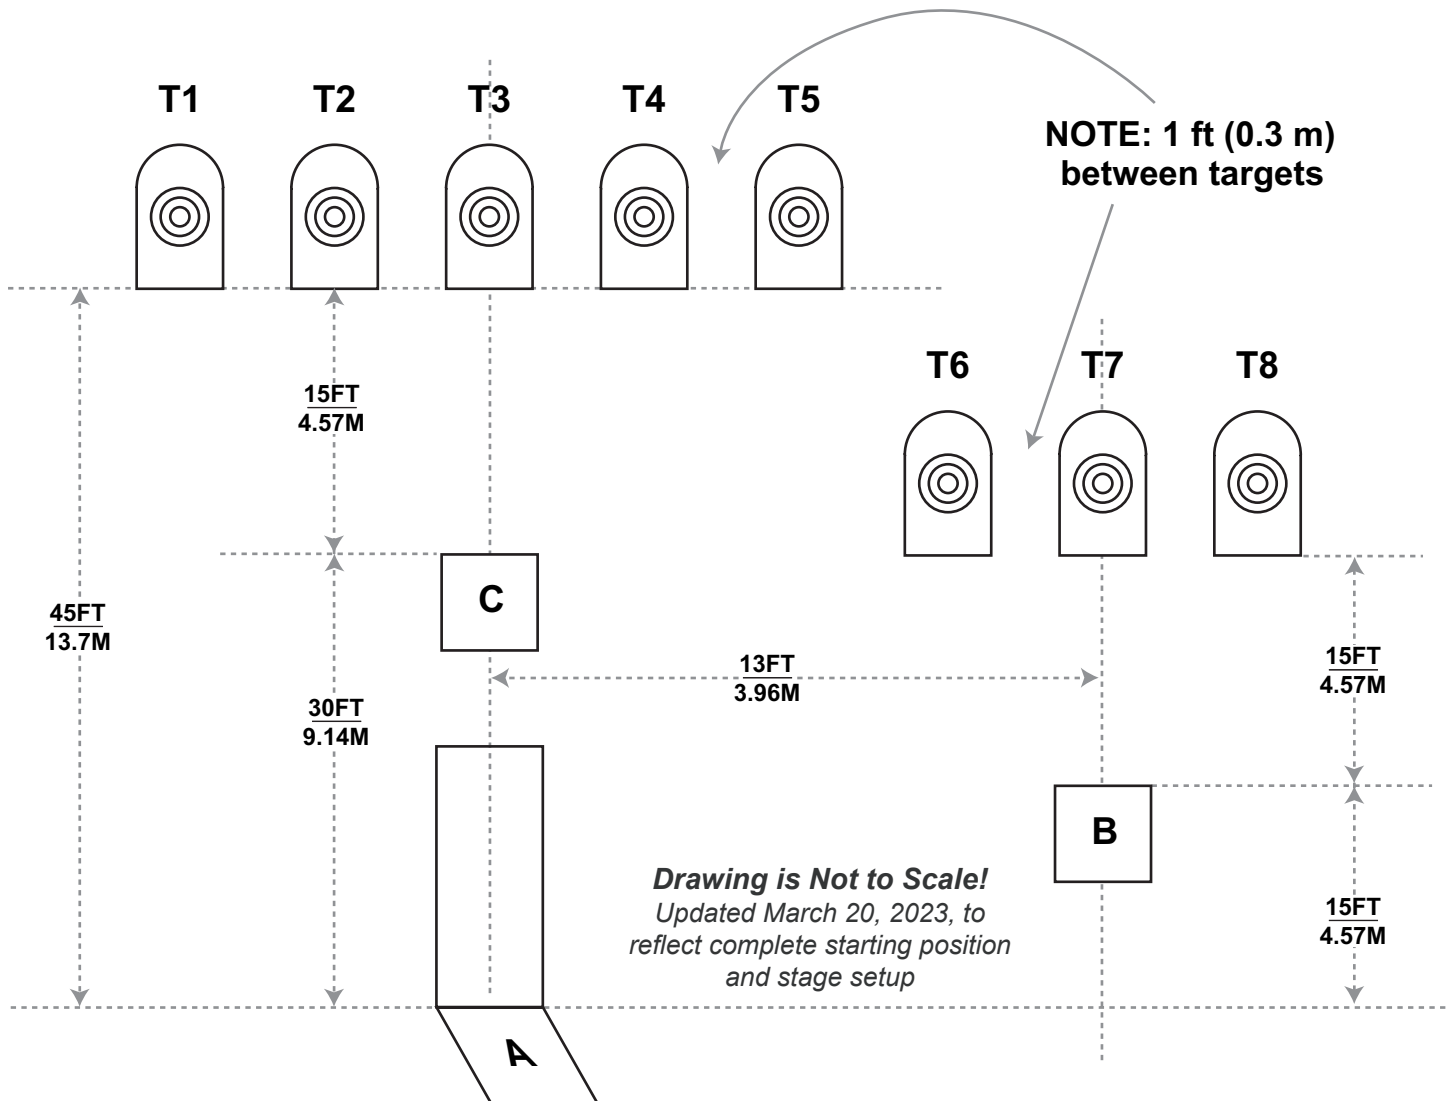 T1 T2 T3 T4 T5
NOTE: 1 ft (0.3 m)
between targets
T6 T7 T8
15FT
4.57M
C
45FT
13.7M
13FT
3.96M
15FT
4.57M
30FT
9.14M
B
Drawing is Not to Scale!
Updated March 20, 2023, to
reflect complete starting position
and stage setup
15FT
4.57M
A